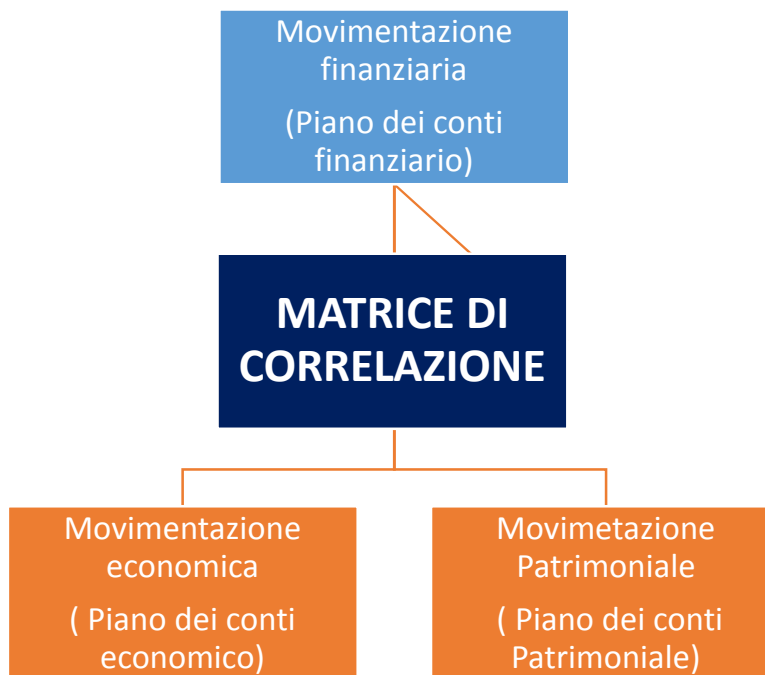 Movimentazione
finanziaria
(Piano dei conti
finanziario)
MATRICE DI
CORRELAZIONE
Movimentazione
economica
( Piano dei conti
economico)
Movimetazione
Patrimoniale
( Piano dei conti
Patrimoniale)